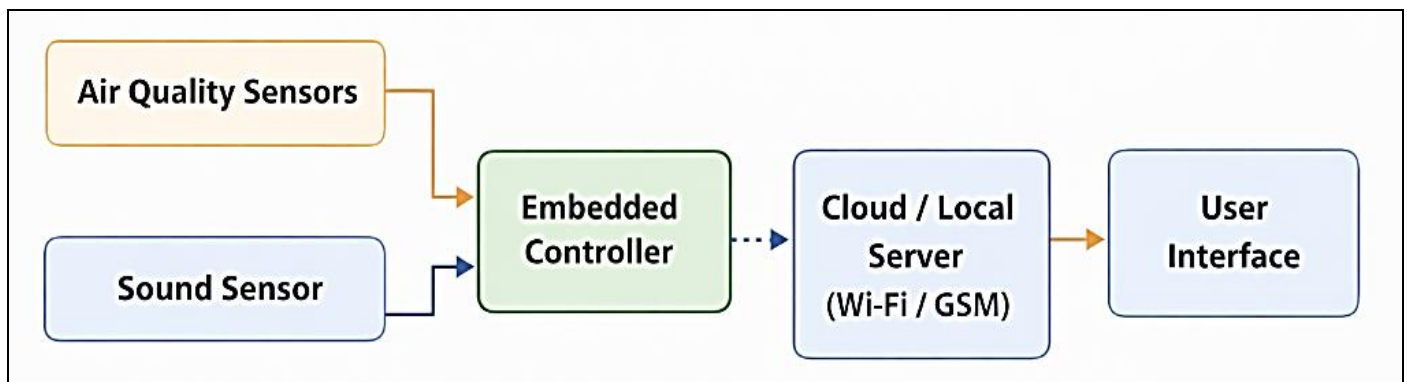 Air Quality Sensors
Sound Sensor
Embedded
Controller
Cloud / Local
Server
(Wi-Fi / GSM)
User
Interface